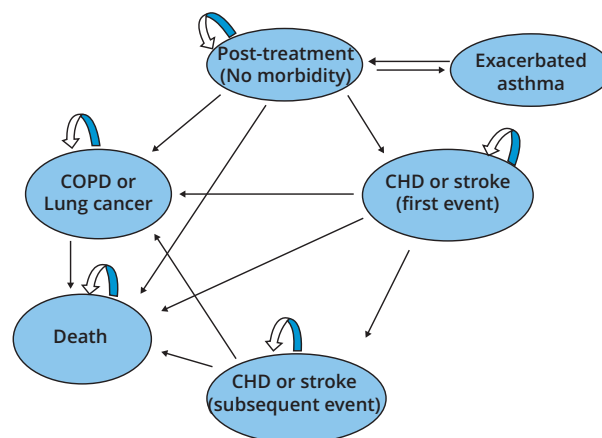 Post-treatment
(No morbidity)
Exacerbated
asthma
COPD or
Lung cancer
CHD or stroke
(first event)
Death
CHD or stroke
(subsequent event)